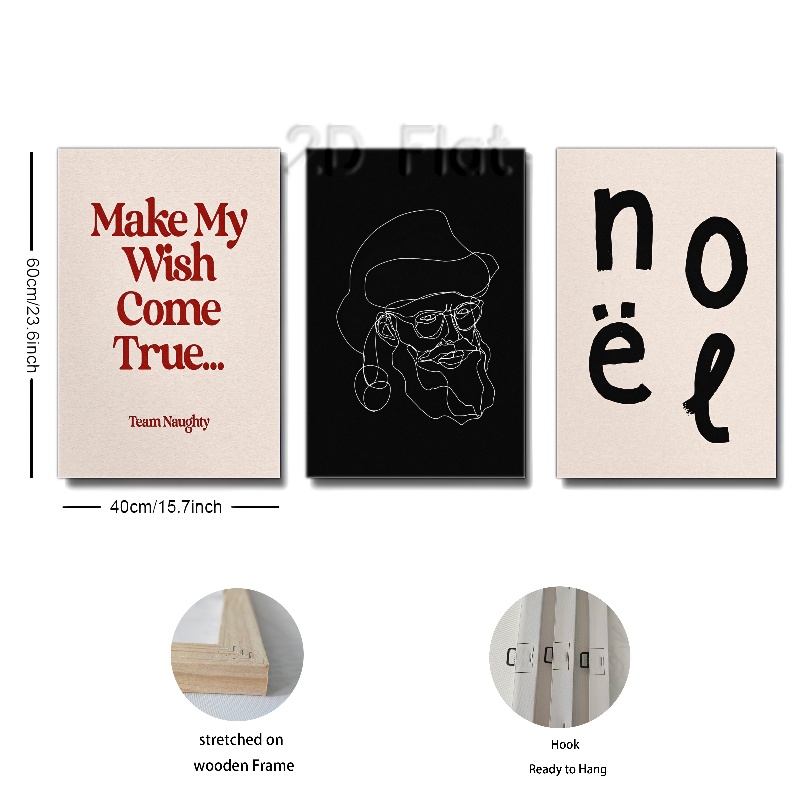 2D Flat
Make My
Wish
Come
True...
Team Naughty
n o
ë l
60cm/23.6inch
40cm/15.7inch
stretched on
wooden Frame
Hook
Ready to Hang